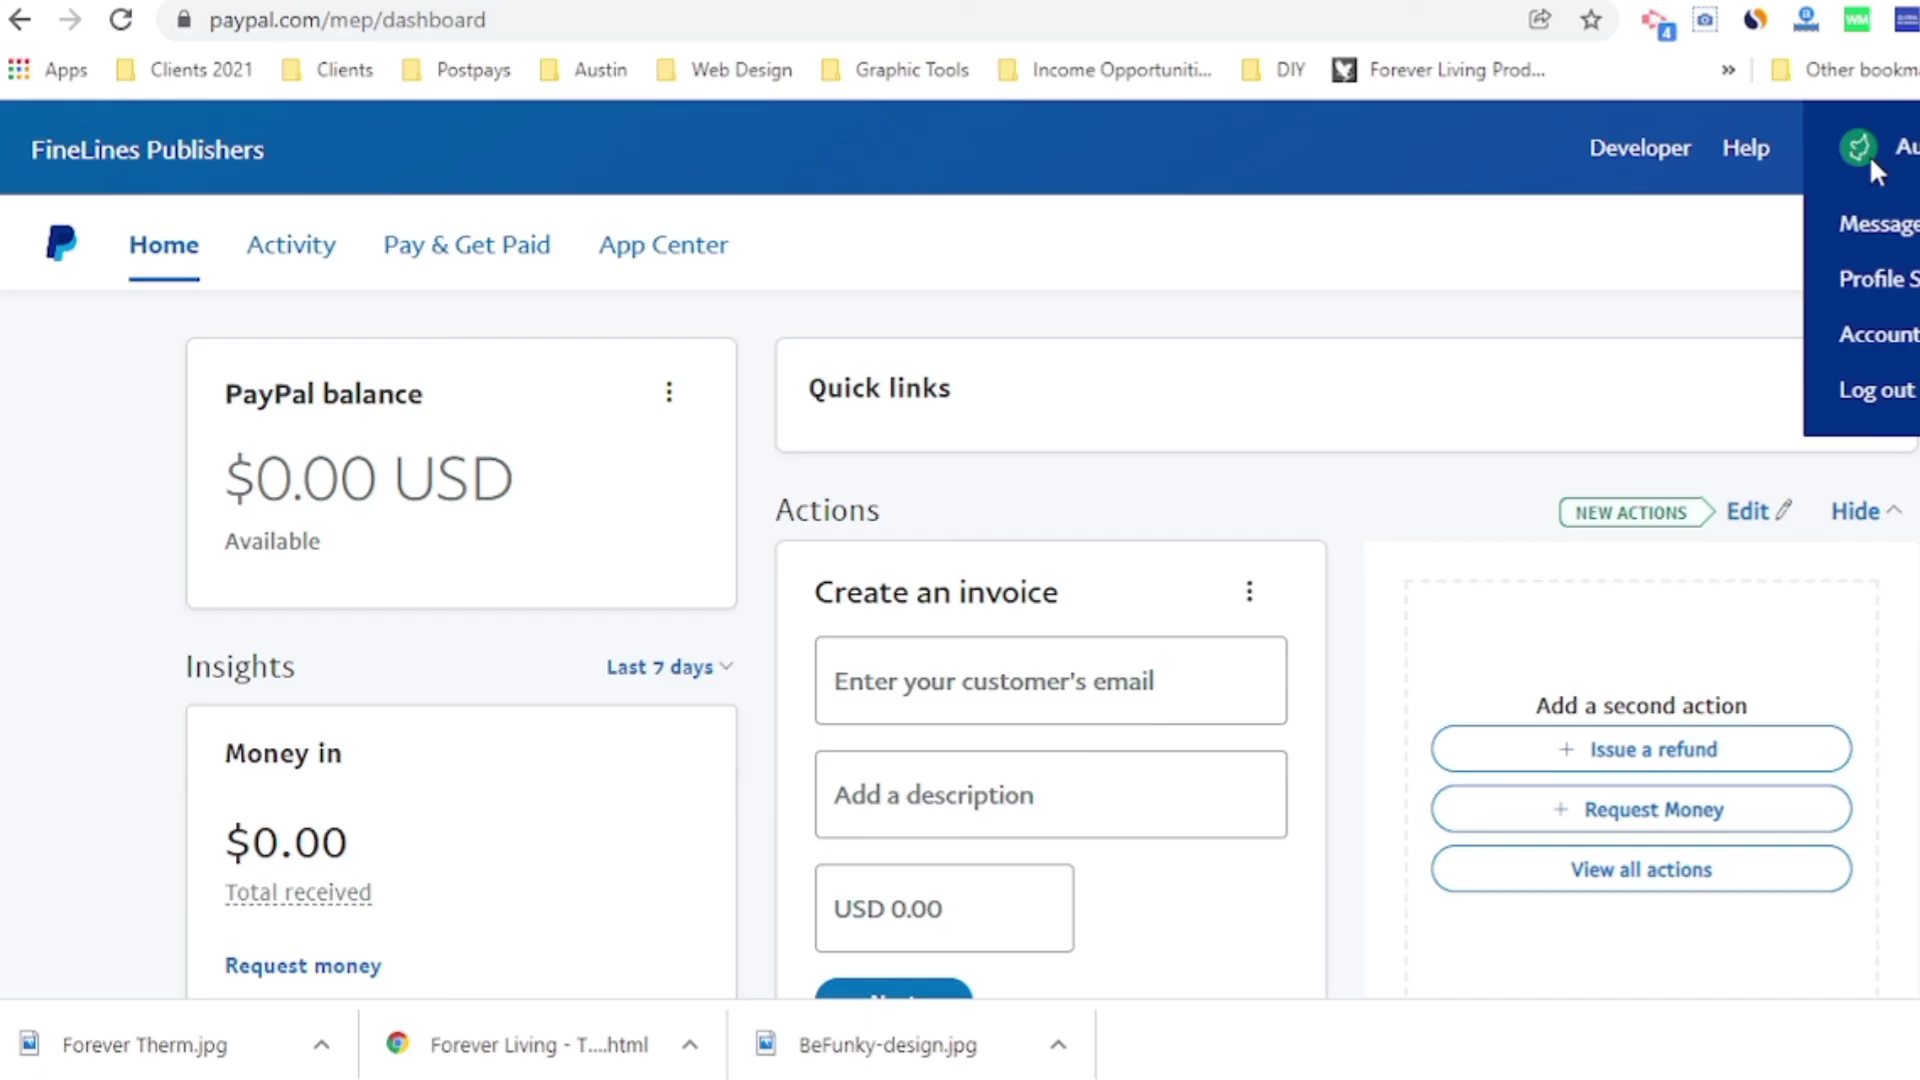 paypal.com/mep/dashboard
4
WM
Apps
Clients 2021
Clients
Postpays
Austin
Web Design
Graphic Tools
Income Opportuniti...
DIY
Forever Living Prod...
»
Other bookma
FineLines Publishers
Developer
Help
Au
Message
Profile S
Account
Log out
Home
Activity
Pay & Get Paid
App Center
PayPal balance
$0.00 USD
Available
Quick links
Actions
NEW ACTIONS
Edit
Hide
Create an invoice
Enter your customer's email
Add a description
USD 0.00
Add a second action
+ Issue a refund
+ Request Money
View all actions
Insights
Last 7 days
Money in
$0.00
Total received
Request money
Forever Therm.jpg
Forever Living - T....html
BeFunky-design.jpg